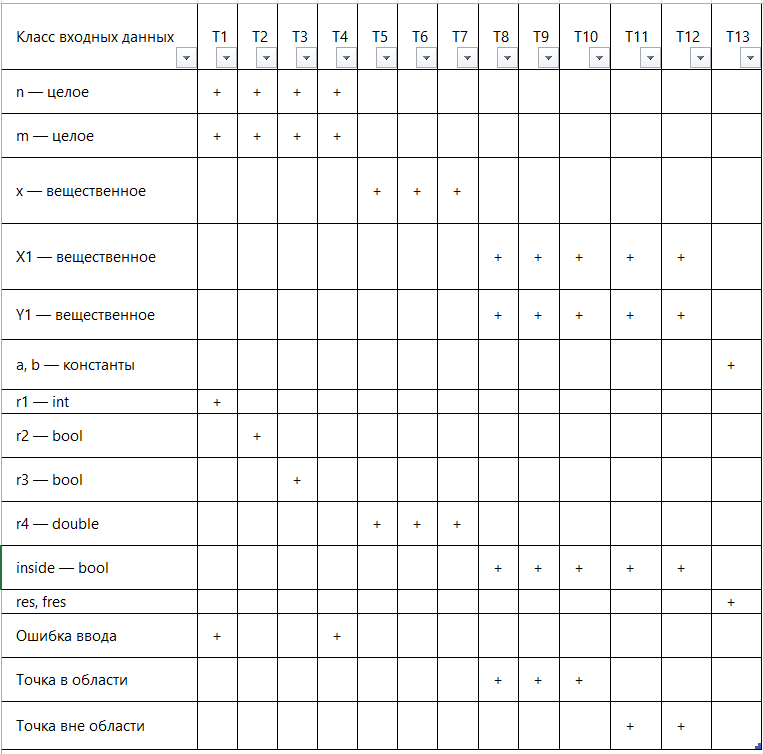 Класс входных данных T1 T2 T3 T4 T5 T6 T7 T8 T9 T10 T11 T12 T13
n — целое + + + +
m — целое + + + +
x — вещественное + + +
X1 — вещественное + + + + +
Y1 — вещественное + + + + +
a, b — константы +
r1 — int +
r2 — bool +
r3 — bool +
r4 — double + + +
inside — bool + + + + +
res, fres +
Ошибка ввода + +
Точка в области + + +
Точка вне области + +